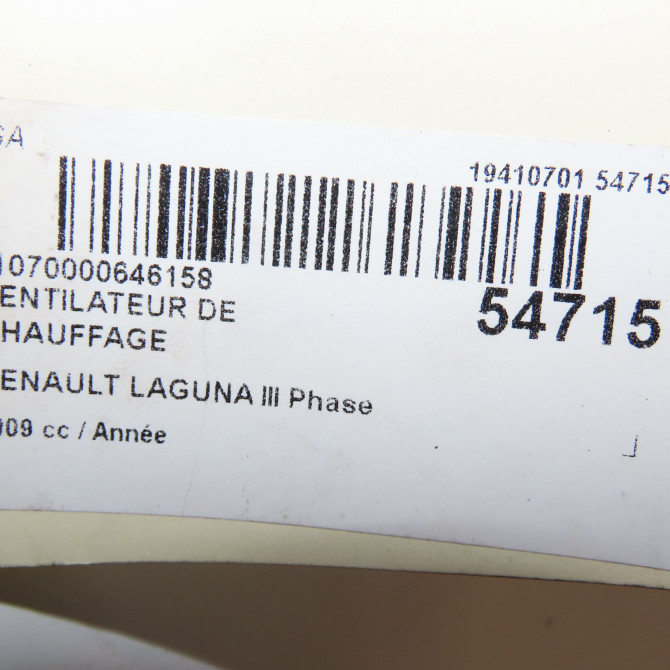 GA
19410701 54715
1070000646158
ENTILATEUR DE
HAUFFAGE
54715
ENAULT LAGUNA III Phase
09 cc / Année